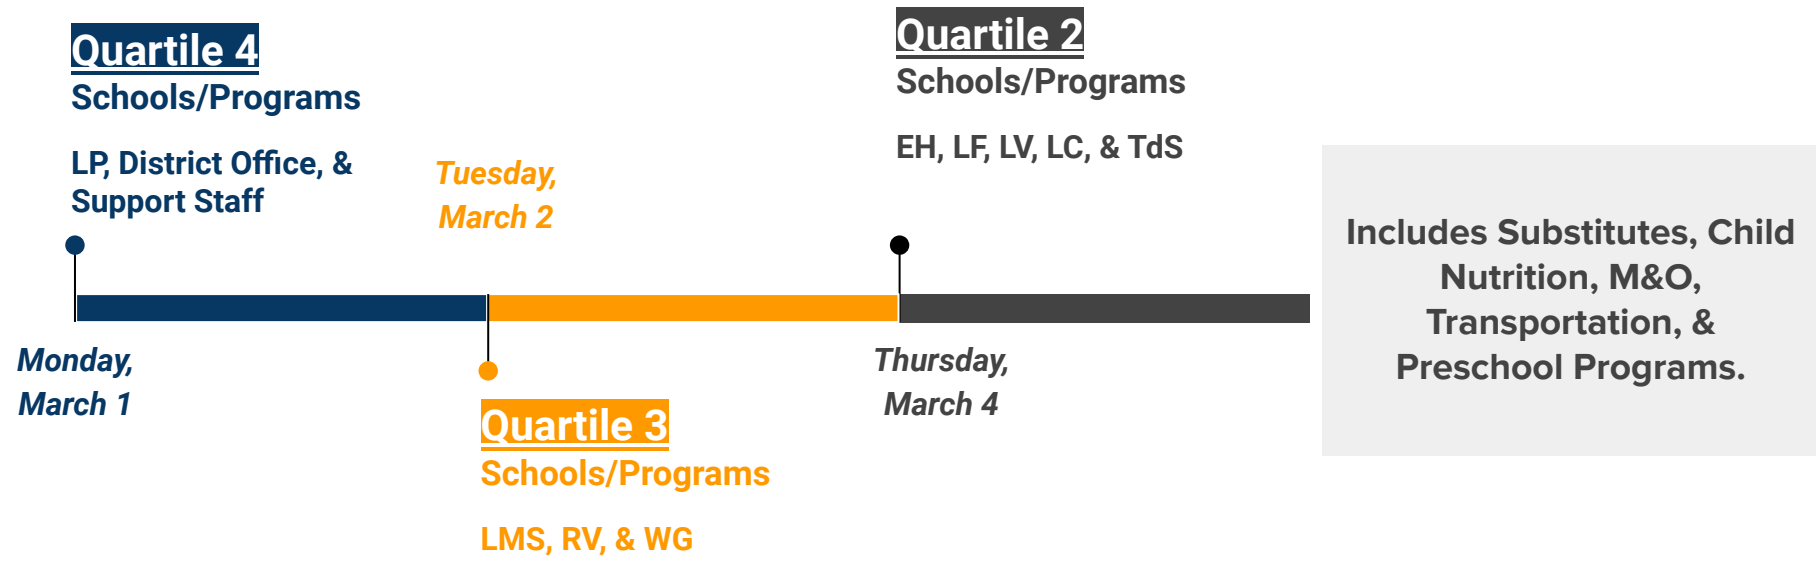 Quartile 4
Schools/Programs
LP, District Office, &
Support Staff
Monday,
March 1
Tuesday,
March 2
Quartile 3
Schools/Programs
LMS, RV, & WG
Quartile 2
Schools/Programs
EH, LF, LV, LC, & TdS
Thursday,
March 4
Includes Substitutes, Child
Nutrition, M&O,
Transportation, &
Preschool Programs.